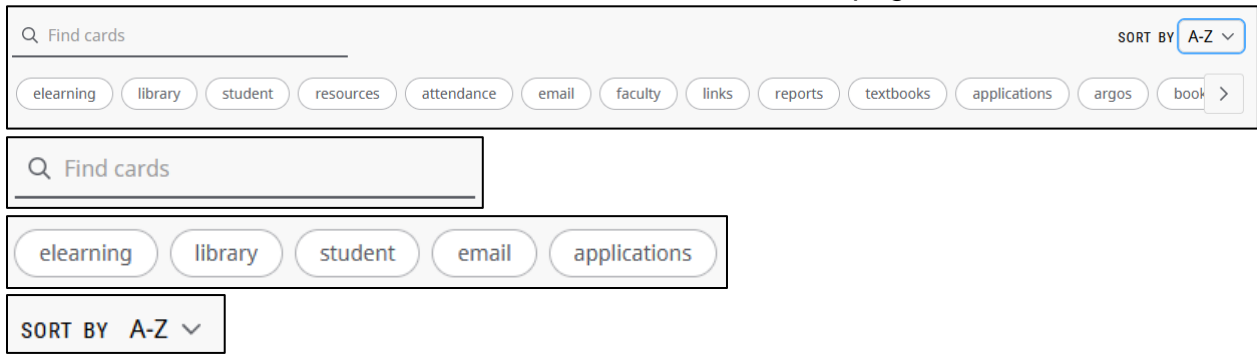 Find cards SORT BY A-Z
elearning library student resources attendance email faculty links reports textbooks applications argos book
Find cards
elearning library student email applications
SORT BY A-Z